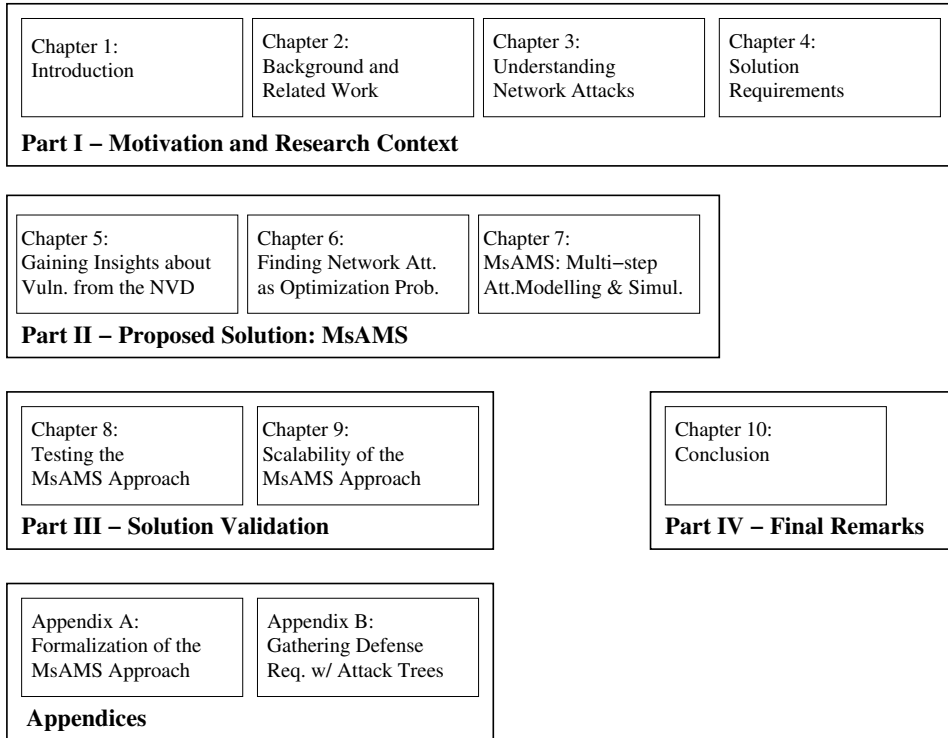 Chapter 1:
Introduction
Chapter 2:
Background and
Related Work
Chapter 3:
Understanding
Network Attacks
Chapter 4:
Solution
Requirements
Part I − Motivation and Research Context
Chapter 5:
Gaining Insights about
Vuln. from the NVD
Chapter 6:
Finding Network Att.
as Optimization Prob.
Chapter 7:
MsAMS: Multi−step
Att.Modelling & Simul.
Part II − Proposed Solution: MsAMS
Chapter 8:
Testing the
MsAMS Approach
Chapter 9:
Scalability of the
MsAMS Approach
Part III − Solution Validation
Chapter 10:
Conclusion
Part IV − Final Remarks
Appendix A:
Formalization of the
MsAMS Approach
Appendix B:
Gathering Defense
Req. w/ Attack Trees
Appendices